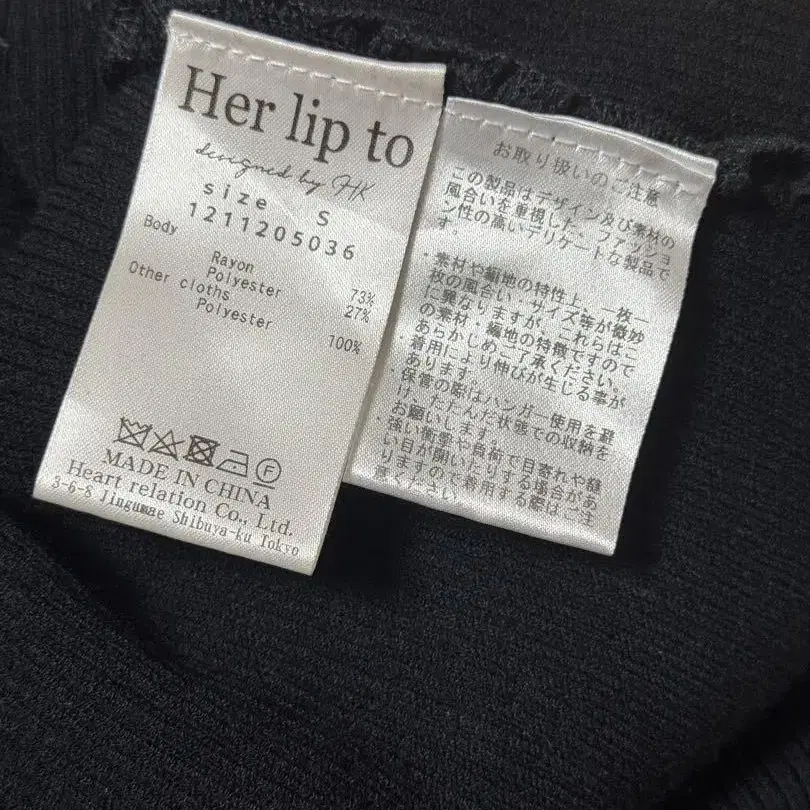 Her lip to
designed by HK
size S
1211205036
Body
Rayon 73%
Polyester 27%
Other cloths
Polyester 100%
MADE IN CHINA
Heart relation Co., Ltd.
3-6-8 Jingumae Shibuya-ku Tokyo
お取り扱いのご注意
この製品はデザイン及び素材の
風合いを重視した、ファッショ
ン性の高いデリケートな製品で
す。
・素材や編地の特性上、一枚一
枚の風合い・サイズ等が微妙
に異なりますが、これらはこ
の素材・編地の特徴ですので
あらかじめご了承ください。
・着用により伸びが生じる事が
あります。
・保管の際はハンガー使用を避
け、たたんだ状態での収納を
お願いします。
・強い衝撃や負荷で目寄れや縫
い目が開いたりする場合があ
りますので着用する際はご注
意ください